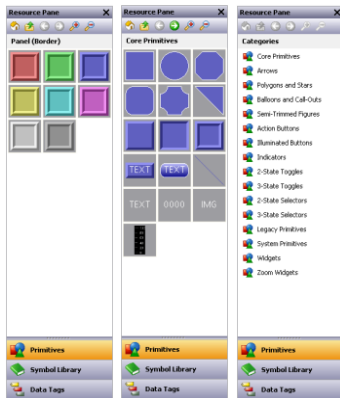 Resource Pane
Panel (Border)
Primitives
Symbol Library
Data Tags
Resource Pane
Core Primitives
TEXT
TEXT
TEXT
0000
IMG
Primitives
Symbol Library
Data Tags
Resource Pane
Categories
Core Primitives
Arrows
Polygons and Stars
Balloons and Call-Outs
Semi-Trimmed Figures
Action Buttons
Illuminated Buttons
Indicators
2-State Toggles
3-State Toggles
2-State Selectors
3-State Selectors
Legacy Primitives
System Primitives
Widgets
Zoom Widgets
Primitives
Symbol Library
Data Tags